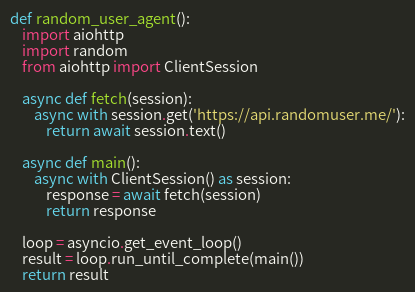 def random_user_agent():
    import aiohttp
    import random
    from aiohttp import ClientSession

    async def fetch(session):
        async with session.get('https://api.randomuser.me/'):
            return await session.text()

    async def main():
        async with ClientSession() as session:
            response = await fetch(session)
            return response

    loop = asyncio.get_event_loop()
    result = loop.run_until_complete(main())
    return result